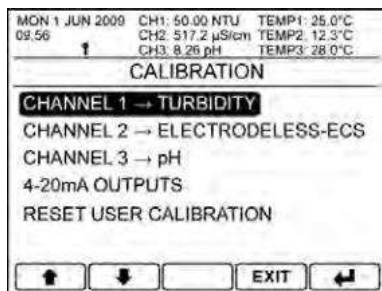 MON 1 JUN 2009 CH1: 50.00 NTU TEMP1: 25.0°C
09:56 CH2: 517.2 µS/cm TEMP2: 12.3°C
CH3: 8.26 pH TEMP3: 28.0°C
CALIBRATION
CHANNEL 1 → TURBIDITY
CHANNEL 2 → ELECTRODELESS-ECS
CHANNEL 3 → pH
4-20mA OUTPUTS
RESET USER CALIBRATION
EXIT